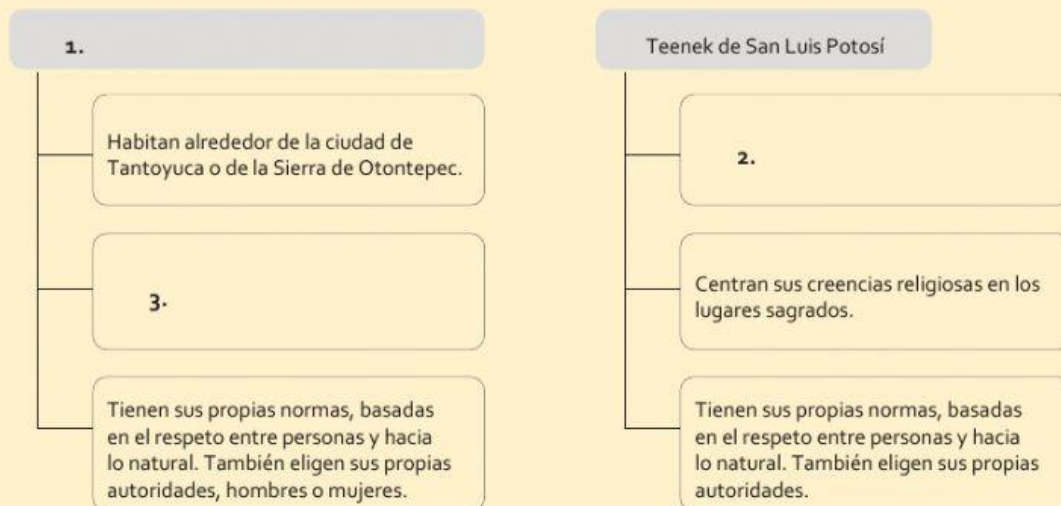 1.
Habitan alrededor de la ciudad de
Tantoyuca o de la Sierra de Otontepec.
3.
Tienen sus propias normas, basadas
en el respeto entre personas y hacia
lo natural. También eligen sus propias
autoridades, hombres o mujeres.
Teenek de San Luis Potosí
2.
Centran sus creencias religiosas en los
lugares sagrados.
Tienen sus propias normas, basadas
en el respeto entre personas y hacia
lo natural. También eligen sus propias
autoridades.